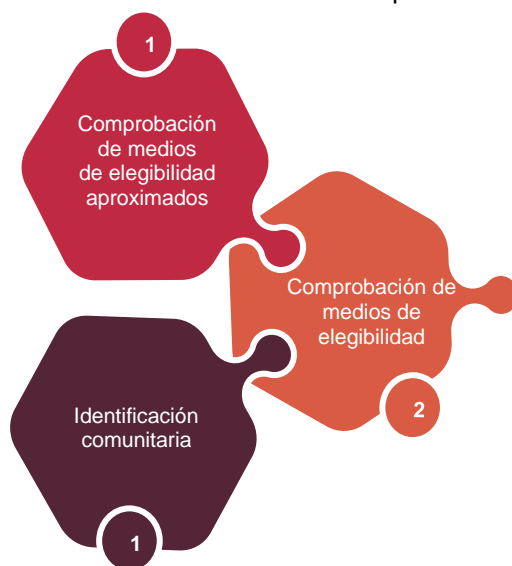 1
Comprobación
de medios
de elegibilidad
aproximados
Comprobación de
medios de
elegibilidad
2
Identificación
comunitaria
1